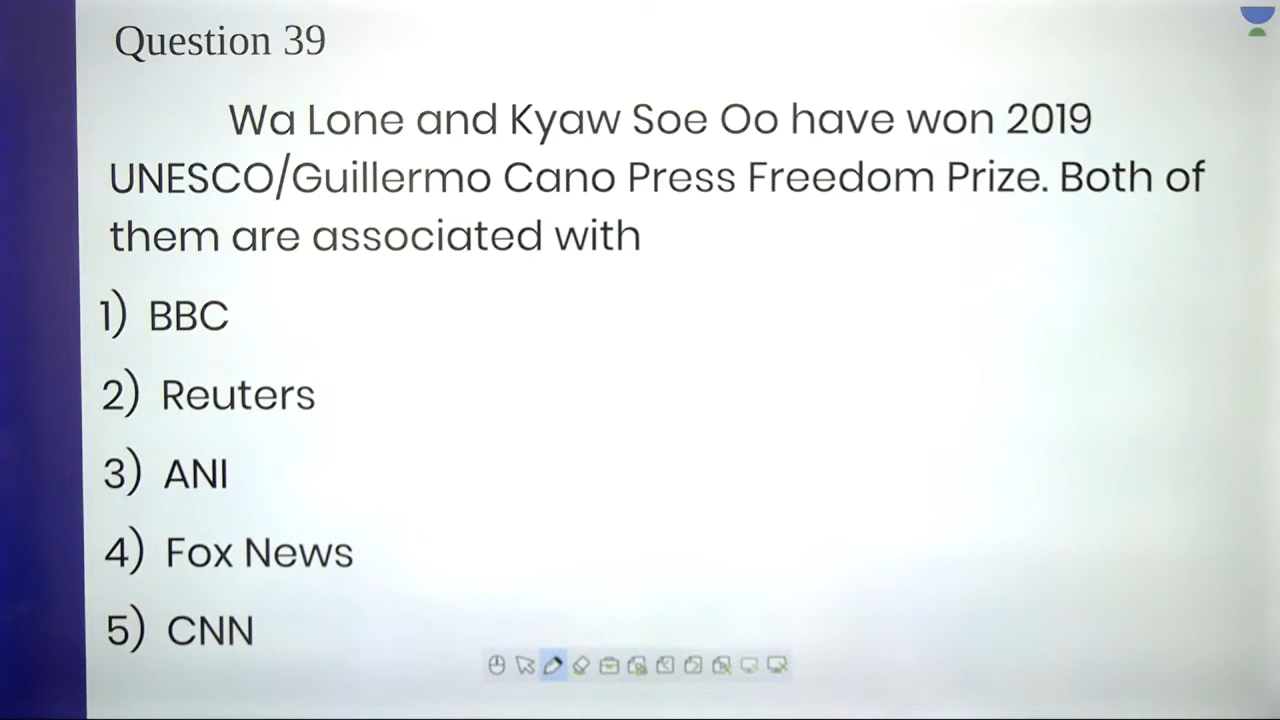 Question 39
Wa Lone and Kyaw Soe Oo have won 2019
UNESCO/Guillermo Cano Press Freedom Prize. Both of
them are associated with
1) BBC
2) Reuters
3) ANI
4) Fox News
5) CNN